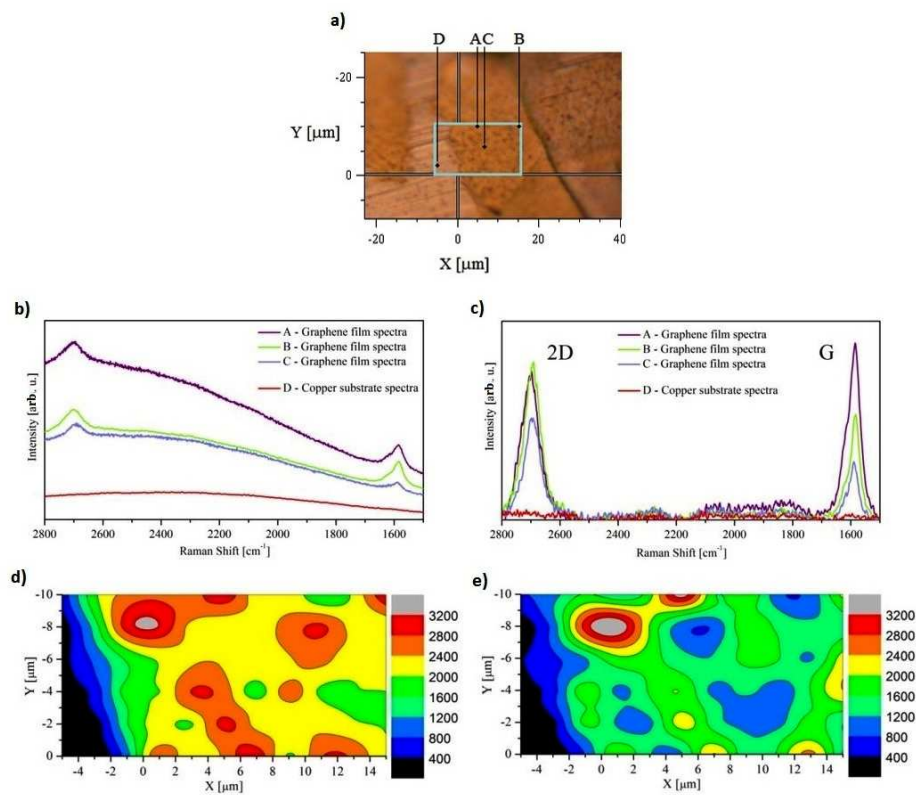 a)
D A C B
-20
Y [μm]
0
-20 0 20 40
X [μm]
b)
A - Graphene film spectra
B - Graphene film spectra
C - Graphene film spectra
D - Copper substrate spectra
Intensity [arb. u.]
2800 2600 2400 2200 2000 1800 1600
Raman Shift [cm⁻¹]
c)
A - Graphene film spectra
2D B - Graphene film spectra G
C - Graphene film spectra
D - Copper substrate spectra
Intensity [arb. u.]
2800 2600 2400 2200 2000 1800 1600
Raman Shift [cm⁻¹]
d)
-10
-8
-6
-4
-2
0
Y [μm]
-4 -2 0 2 4 6 8 10 12 14
X [μm]
3200
2800
2400
2000
1600
1200
800
400
e)
-10
-8
-6
-4
-2
0
Y [μm]
-4 -2 0 2 4 6 8 10 12 14
X [μm]
3200
2800
2400
2000
1600
1200
800
400